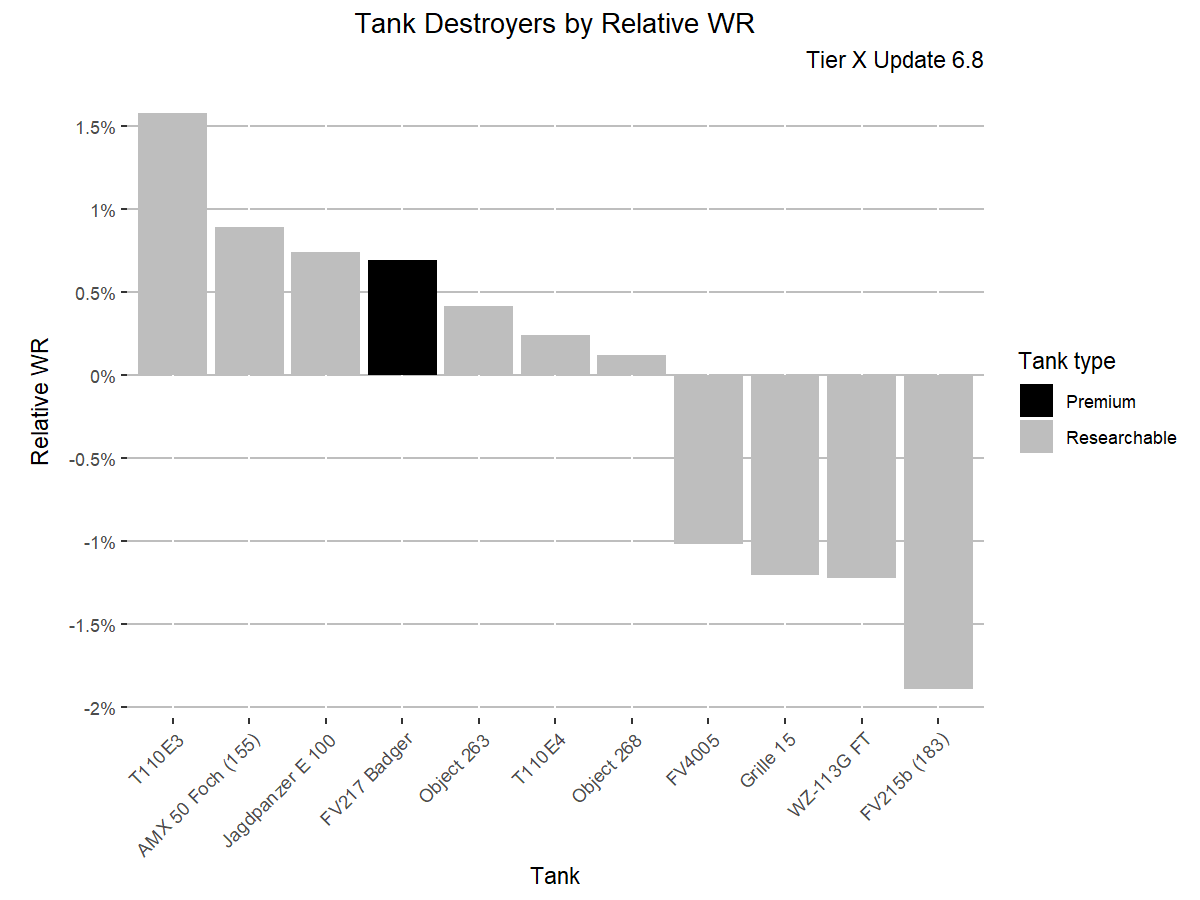 Tank Destroyers by Relative WR
Tier X Update 6.8
1.5%
1%
0.5%
0%
-0.5%
-1%
-1.5%
-2%
Relative WR
T110E3
AMX 50 Foch (155)
Jagdpanzer E 100
FV217 Badger
Object 263
T110E4
Object 268
FV4005
Grille 15
WZ-113G FT
FV215b (183)
Tank
Tank type
Premium
Researchable